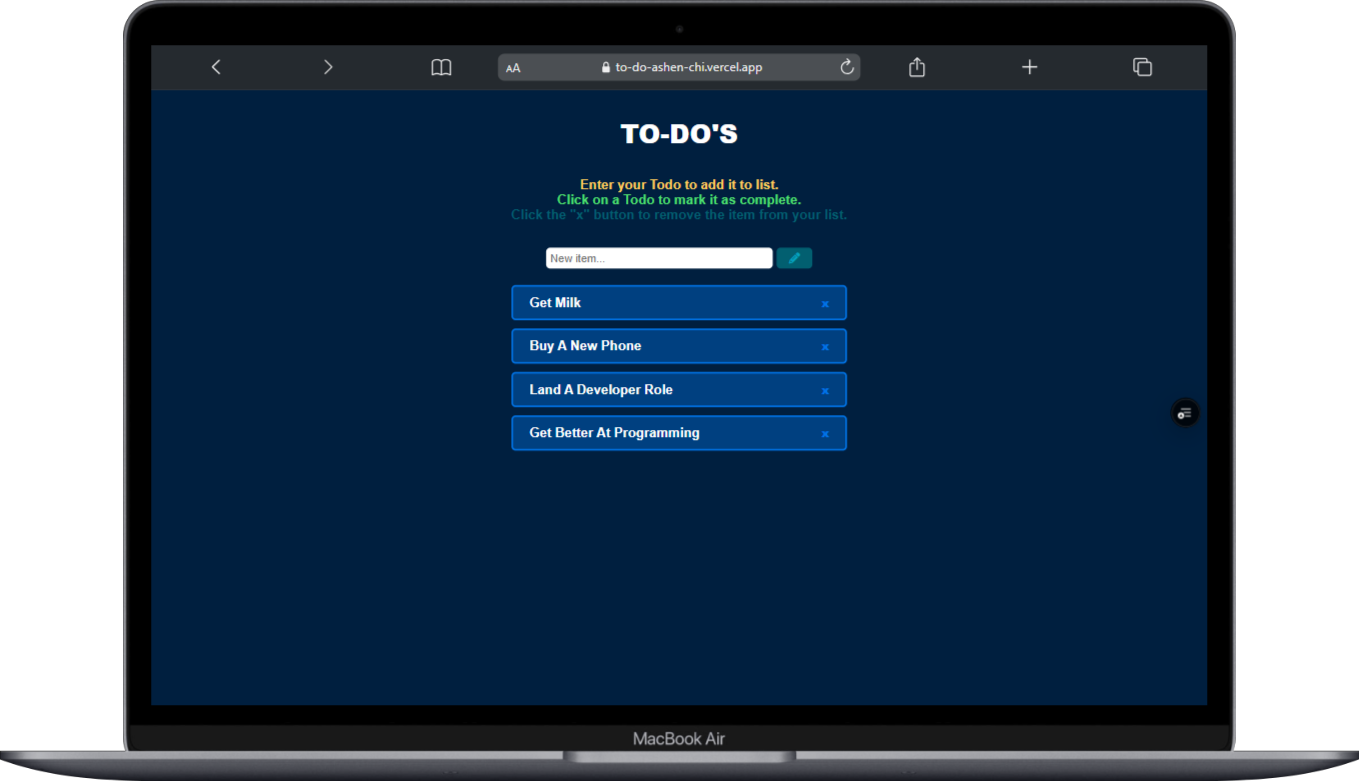 AA
to-do-ashen-chi.vercel.app
TO-DO'S
Enter your Todo to add it to list.
Click on a Todo to mark it as complete.
Click the "x" button to remove the item from your list.
New item...
Get Milk x
Buy A New Phone x
Land A Developer Role x
Get Better At Programming x
MacBook Air